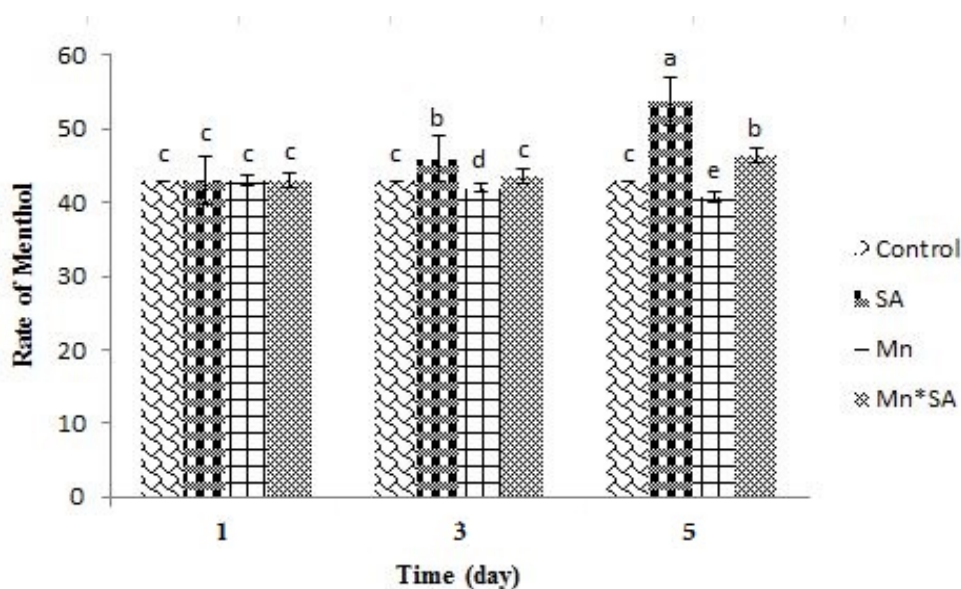 60
50
40
30
20
10
0
Rate of Menthol
c c c c
c b d c
c a e b
1 3 5
Time (day)
Control
SA
Mn
Mn*SA